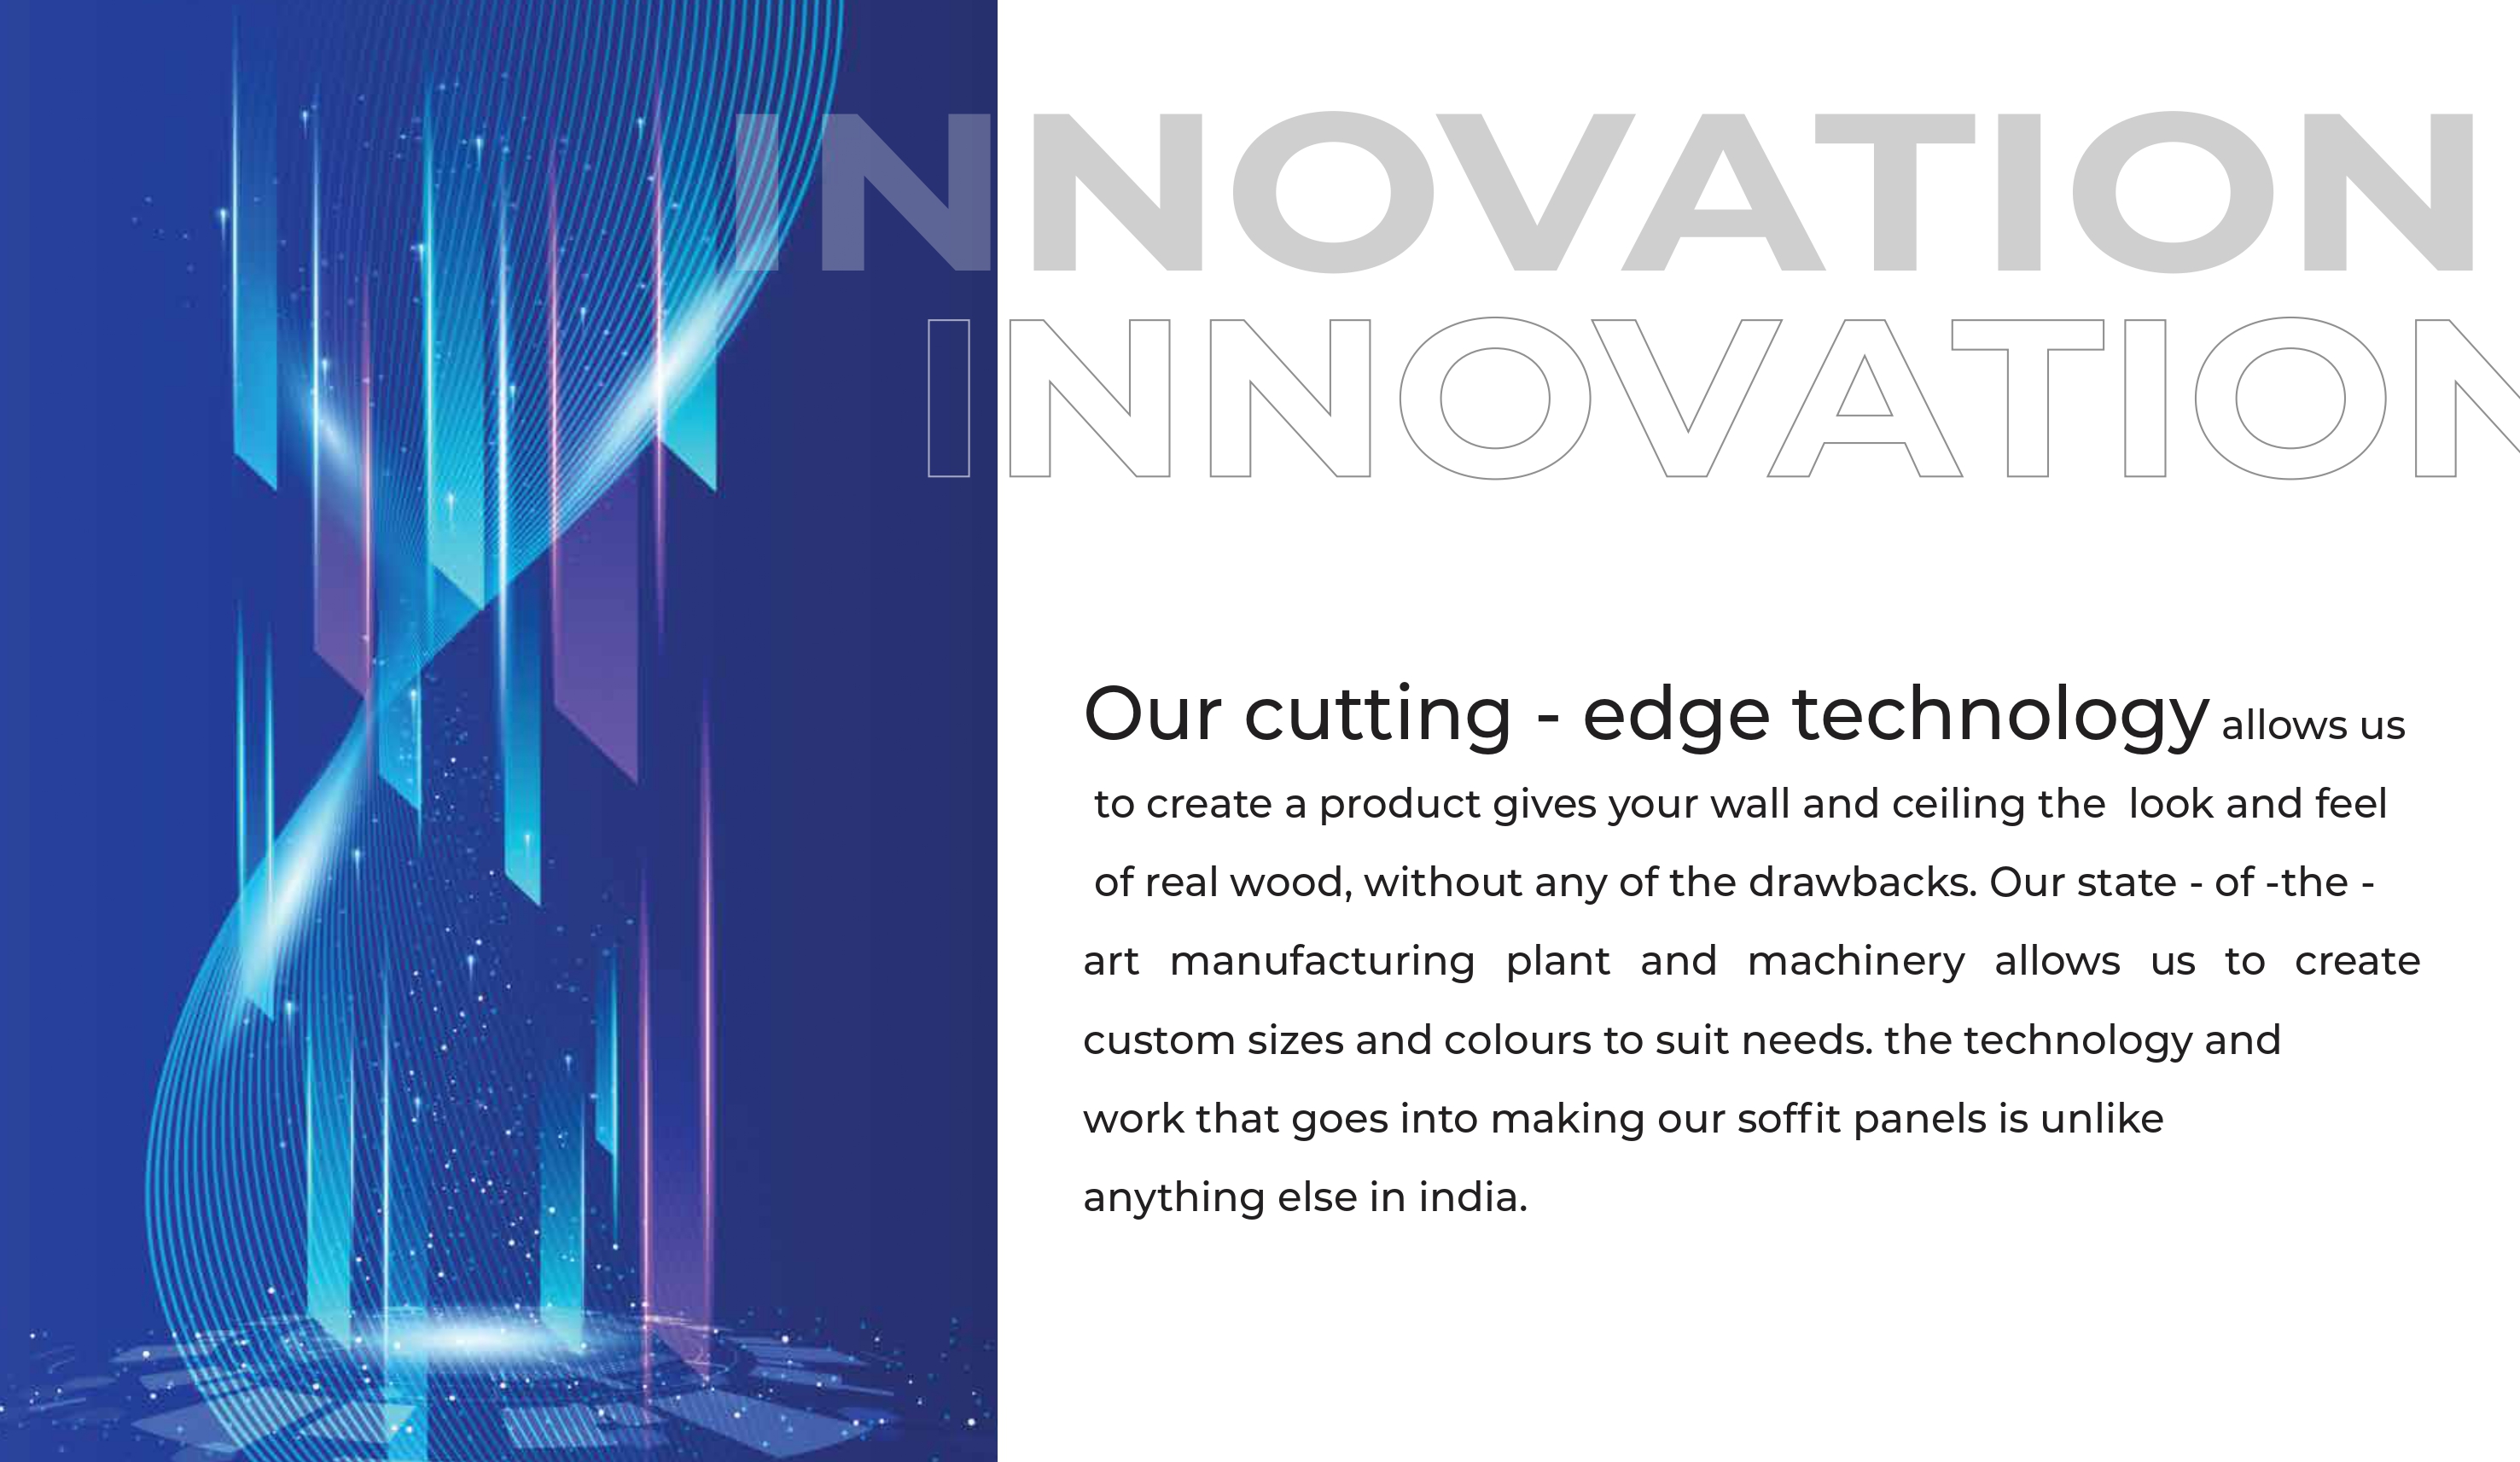 INNOVATION
INNOVATION
Our cutting - edge technology allows us
to create a product gives your wall and ceiling the look and feel
of real wood, without any of the drawbacks. Our state - of -the -
art manufacturing plant and machinery allows us to create
custom sizes and colours to suit needs. the technology and
work that goes into making our soffit panels is unlike
anything else in india.